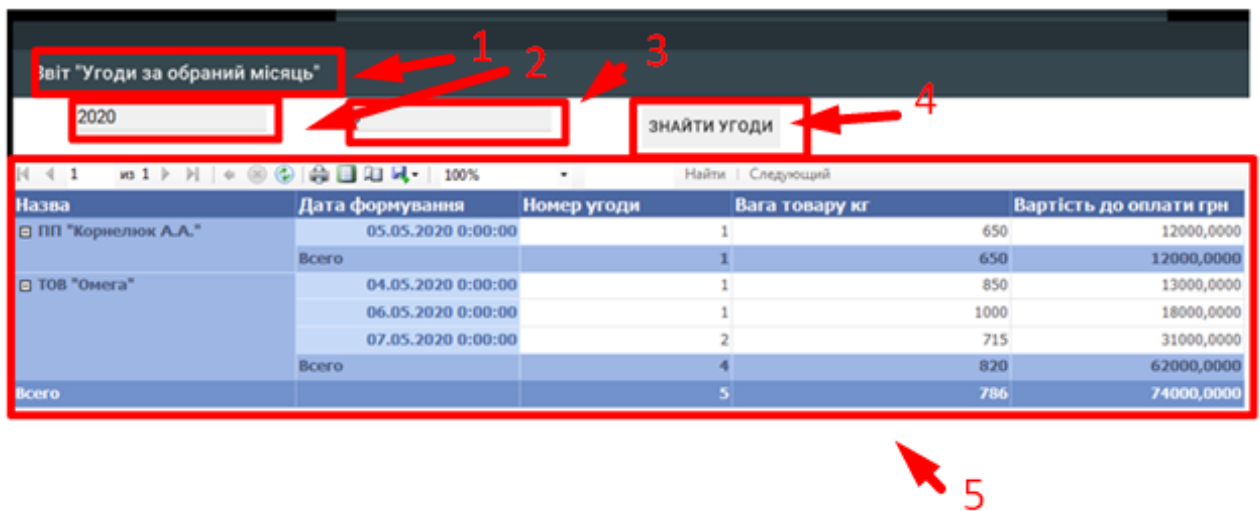 1
2
3
Звіт "Угоди за обраний місяць"
4
2020
ЗНАЙТИ УГОДИ
1 из 1 100% Найти Следующий
Назва Дата формування Номер угоди Вага товару кг Вартість до оплати грн
ПП "Корнелюк А.А." 05.05.2020 0:00:00 1 650 12000,0000
Всего 1 650 12000,0000
ТОВ "Омега" 04.05.2020 0:00:00 1 850 13000,0000
06.05.2020 0:00:00 1 1000 18000,0000
07.05.2020 0:00:00 2 715 31000,0000
Всего 4 820 62000,0000
Всего 5 786 74000,0000
5